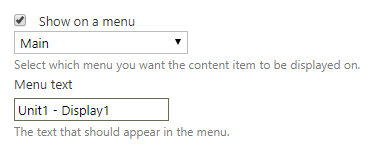 Show on a menu
Main
Select which menu you want the content item to be displayed on.
Menu text
Unit1 - Display1
The text that should appear in the menu.